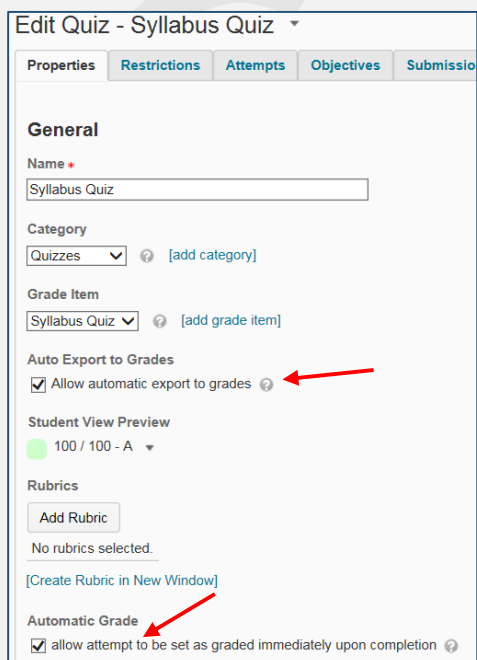 Edit Quiz - Syllabus Quiz
Properties Restrictions Attempts Objectives Submissio
General
Name *
Syllabus Quiz
Category
Quizzes ? [add category]
Grade Item
Syllabus Quiz ? [add grade item]
Auto Export to Grades
Allow automatic export to grades ?
Student View Preview
100 / 100 - A
Rubrics
Add Rubric
No rubrics selected.
[Create Rubric in New Window]
Automatic Grade
allow attempt to be set as graded immediately upon completion ?